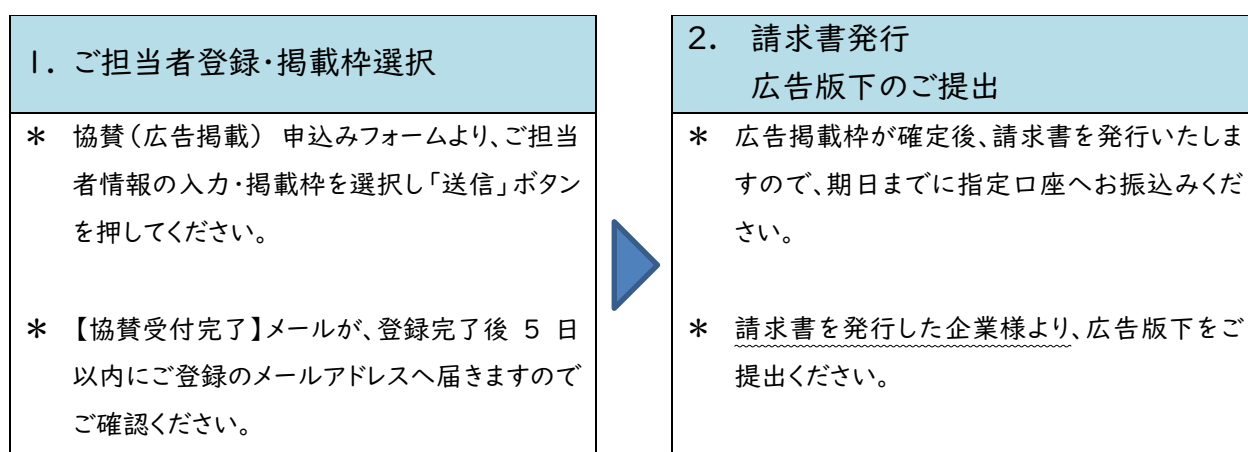 1. ご担当者登録・掲載枠選択
＊ 協賛(広告掲載) 申込みフォームより、ご担当
者情報の入力・掲載枠を選択し「送信」ボタン
を押してください。
＊ 【協賛受付完了】メールが、登録完了後 5 日
以内にご登録のメールアドレスへ届きますので
ご確認ください。
2. 請求書発行
広告版下のご提出
＊ 広告掲載枠が確定後、請求書を発行いたしま
すので、期日までに指定口座へお振込みくだ
さい。
＊ 請求書を発行した企業様より、広告版下をご
提出ください。